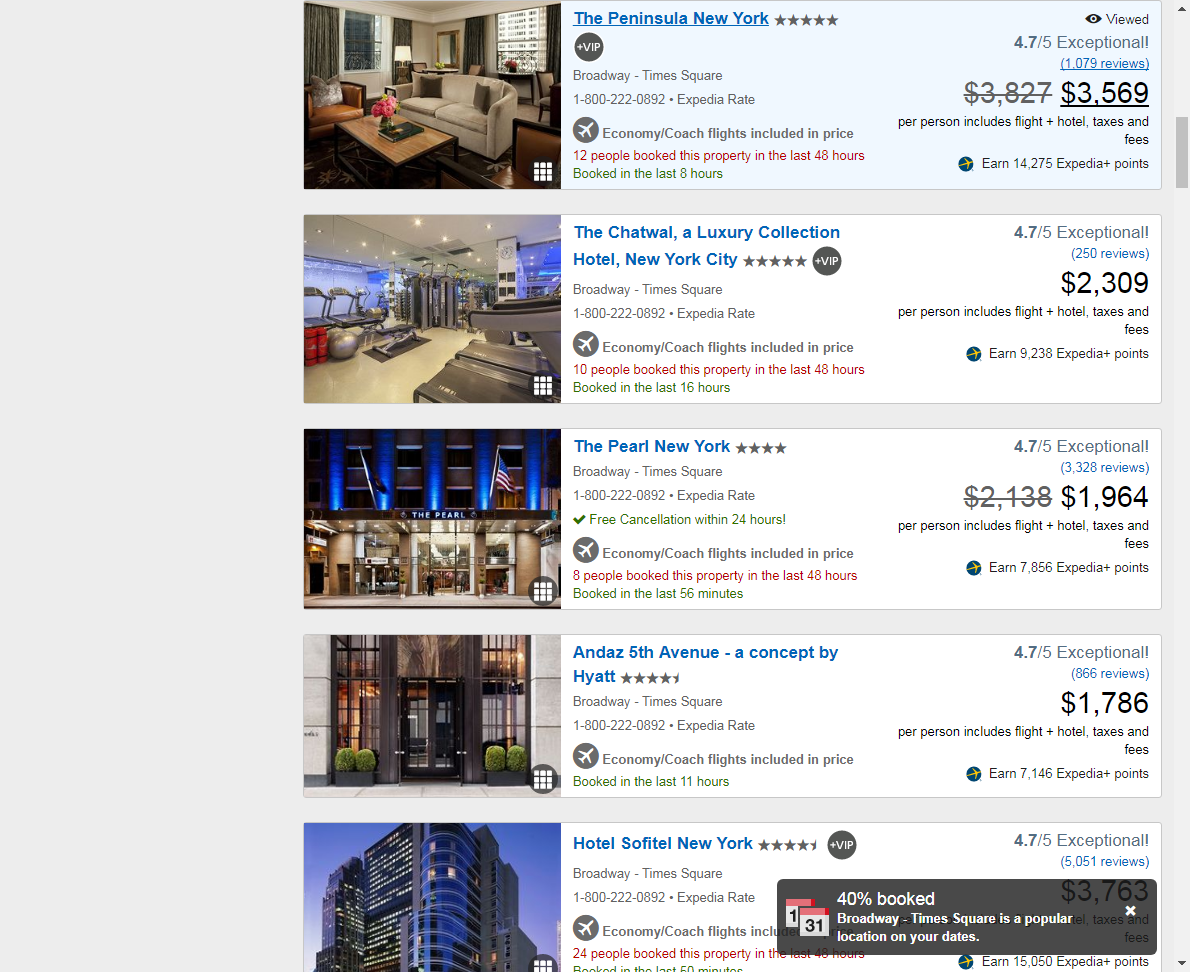 The Peninsula New York
+VIP
Broadway - Times Square
1-800-222-0892 • Expedia Rate
Economy/Coach flights included in price
12 people booked this property in the last 48 hours
Booked in the last 8 hours
Viewed
4.7/5 Exceptional!
(1,079 reviews)
$3,827 $3,569
per person includes flight + hotel, taxes and
fees
Earn 14,275 Expedia+ points
The Chatwal, a Luxury Collection
Hotel, New York City +VIP
Broadway - Times Square
1-800-222-0892 • Expedia Rate
Economy/Coach flights included in price
10 people booked this property in the last 48 hours
Booked in the last 16 hours
4.7/5 Exceptional!
(250 reviews)
$2,309
per person includes flight + hotel, taxes and
fees
Earn 9,238 Expedia+ points
THE PEARL
The Pearl New York
Broadway - Times Square
1-800-222-0892 • Expedia Rate
Free Cancellation within 24 hours!
Economy/Coach flights included in price
8 people booked this property in the last 48 hours
Booked in the last 56 minutes
4.7/5 Exceptional!
(3,328 reviews)
$2,138 $1,964
per person includes flight + hotel, taxes and
fees
Earn 7,856 Expedia+ points
Andaz 5th Avenue - a concept by
Hyatt
Broadway - Times Square
1-800-222-0892 • Expedia Rate
Economy/Coach flights included in price
Booked in the last 11 hours
4.7/5 Exceptional!
(866 reviews)
$1,786
per person includes flight + hotel, taxes and
fees
Earn 7,146 Expedia+ points
Hotel Sofitel New York +VIP
Broadway - Times Square
1-800-222-0892 • Expedia Rate
Economy/Coach flights
24 people booked this property in the last 48 hours
Booked in the last 50 minutes
4.7/5 Exceptional!
(5,051 reviews)
$3,763
fees
Earn 15,050 Expedia+ points
1 31
40% booked
Broadway - Times Square is a popular
location on your dates.